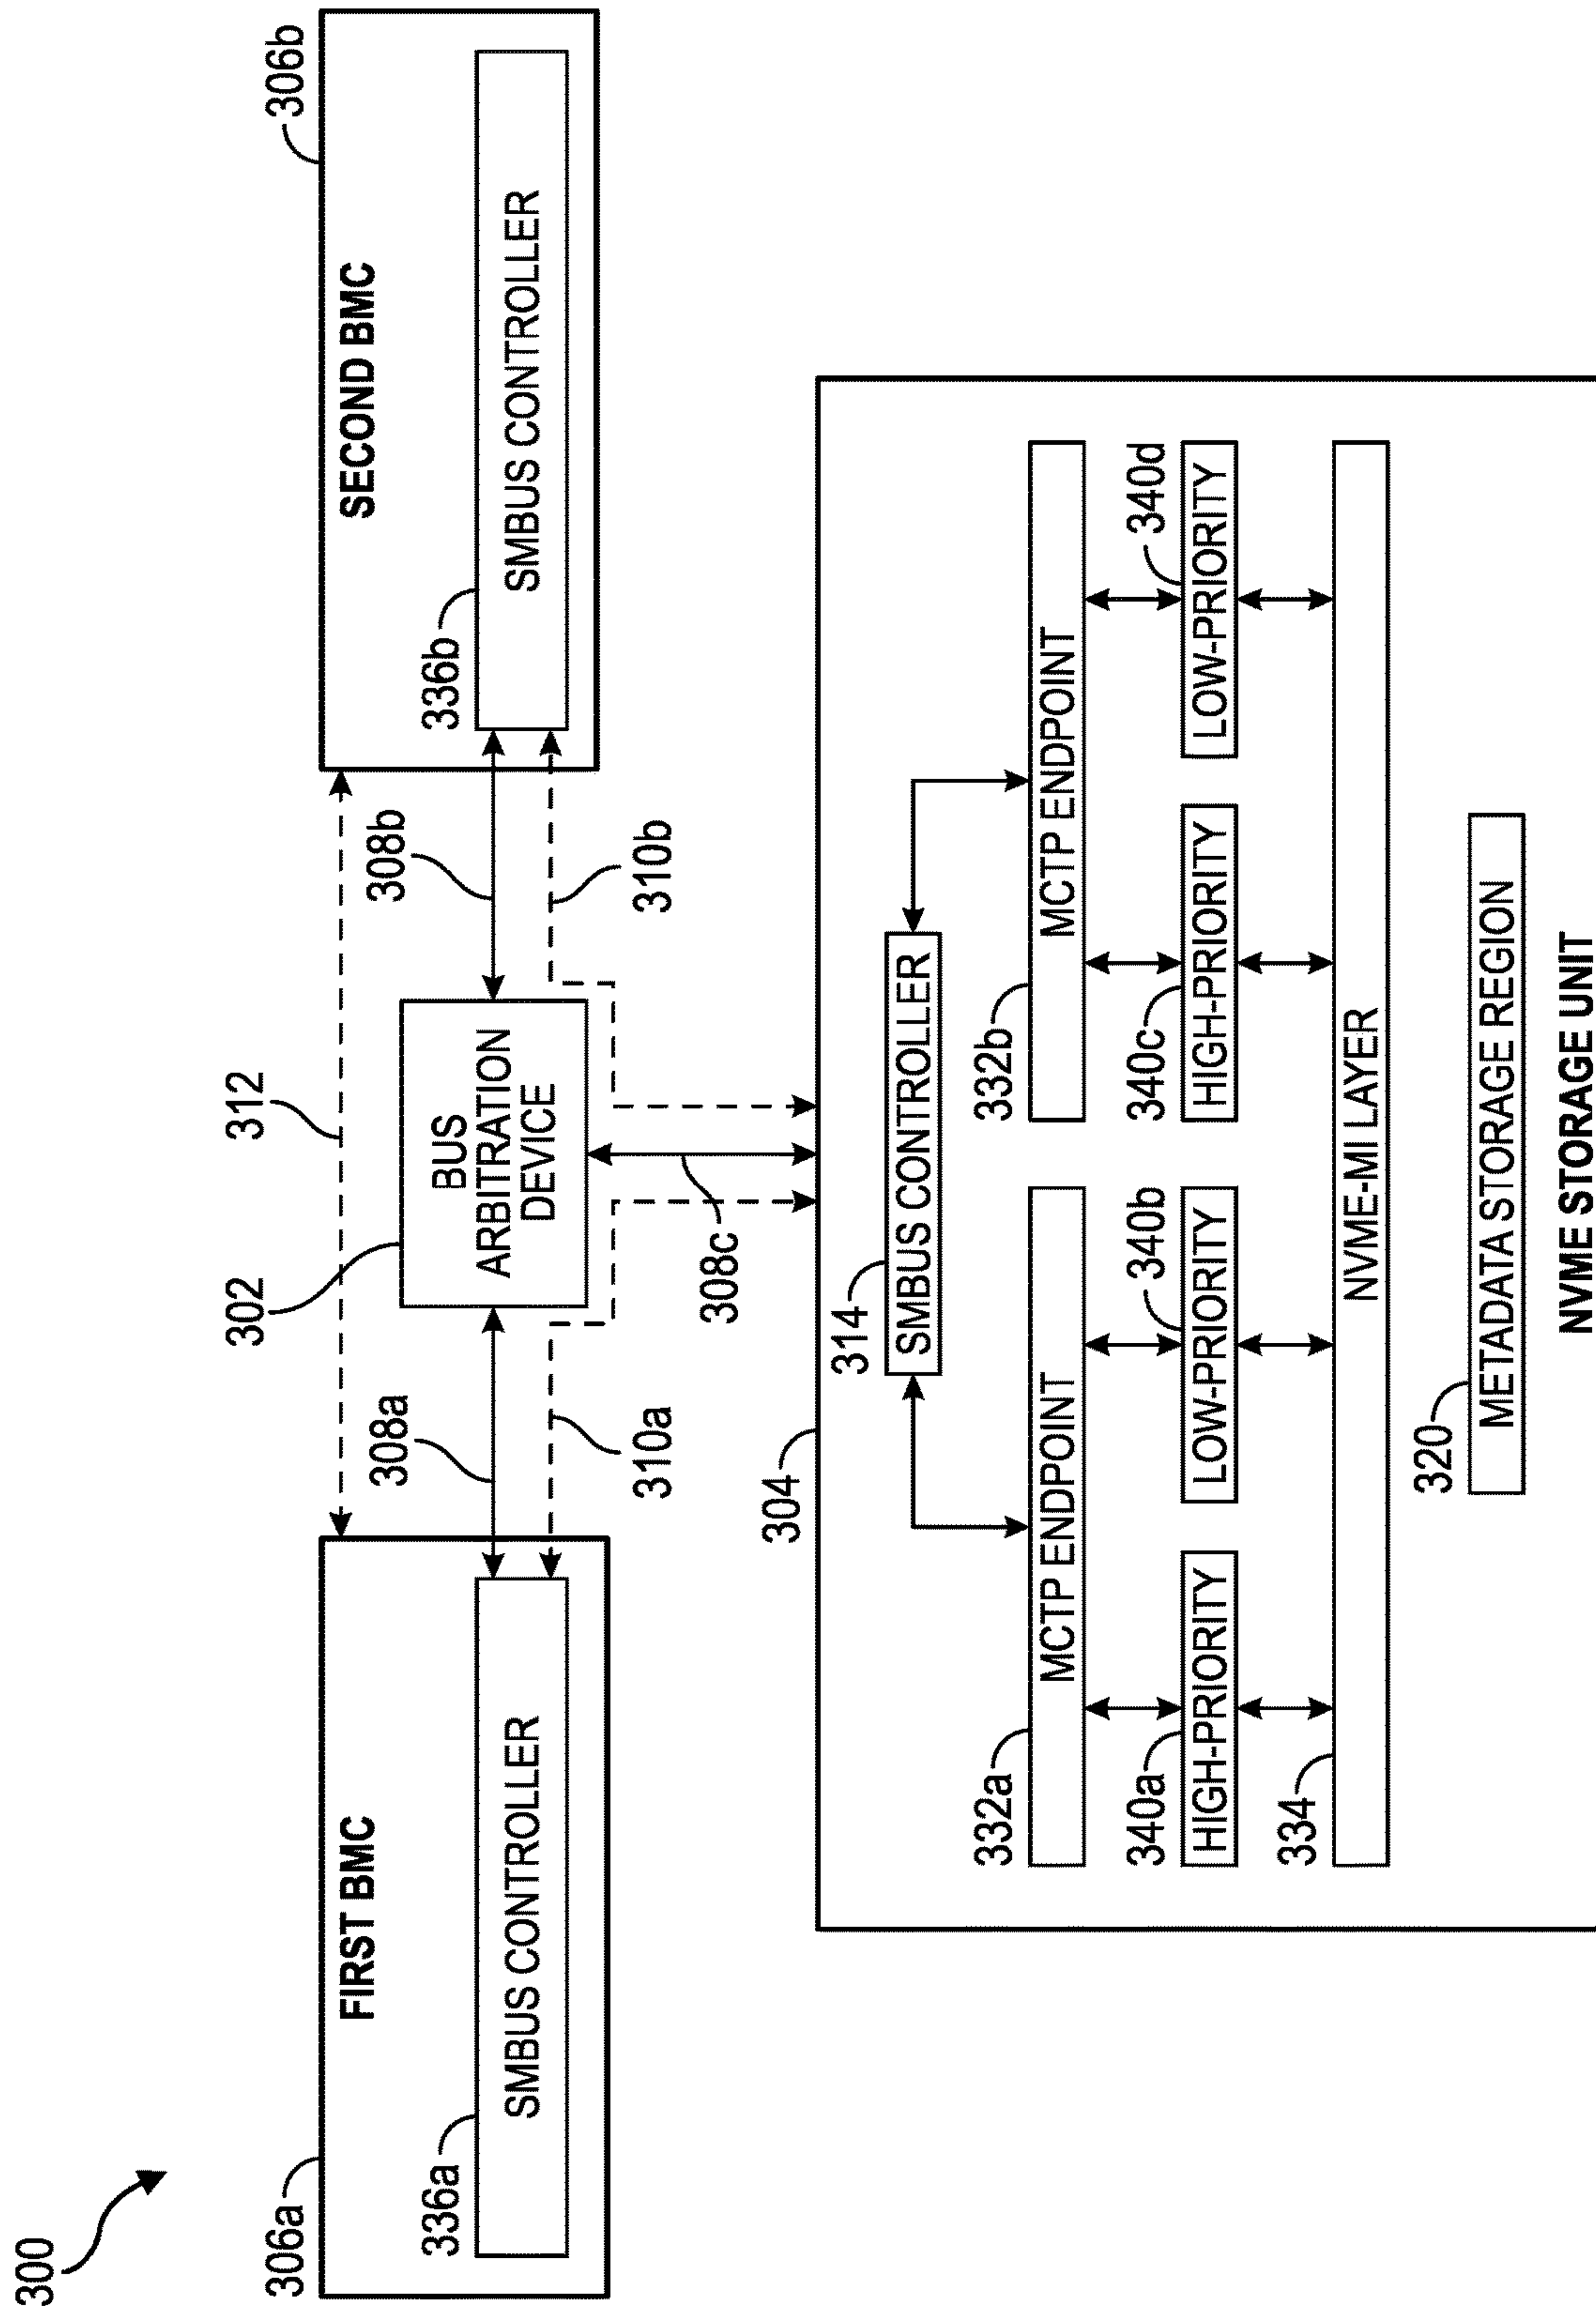 300
306a
FIRST BMC
336a
SMBUS CONTROLLER
308a
310a
312
302
BUS
ARBITRATION
DEVICE
308b
310b
308c
306b
SECOND BMC
336b
SMBUS CONTROLLER
304
314
SMBUS CONTROLLER
332a
MCTP ENDPOINT
332b
MCTP ENDPOINT
340a
HIGH-PRIORITY
340b
LOW-PRIORITY
340c
HIGH-PRIORITY
340d
LOW-PRIORITY
334
NVME-MI LAYER
320
METADATA STORAGE REGION
NVME STORAGE UNIT